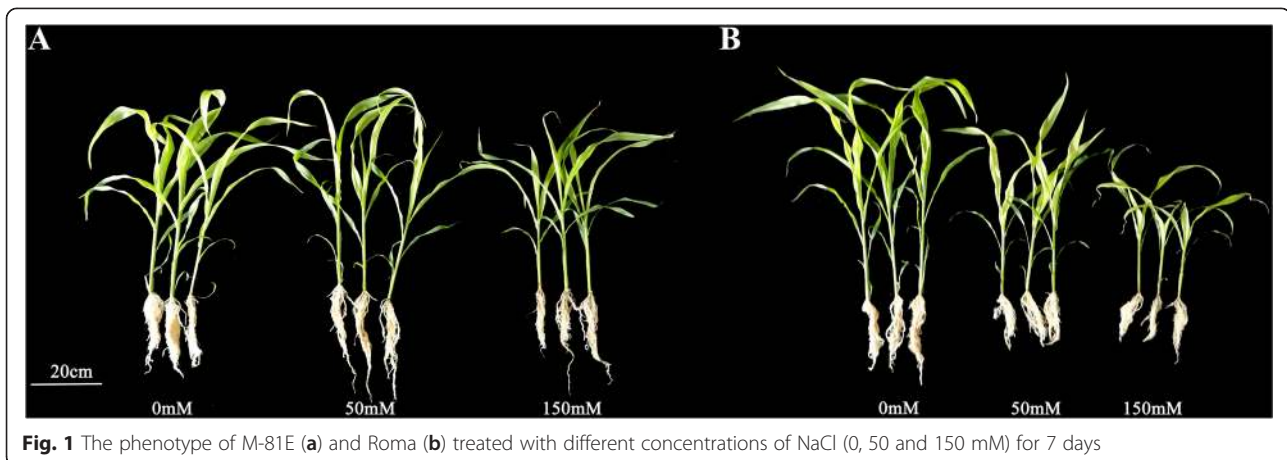 A
B
20cm
0mM
50mM
150mM
0mM
50mM
150mM
Fig. 1 The phenotype of M-81E (a) and Roma (b) treated with different concentrations of NaCl (0, 50 and 150 mM) for 7 days